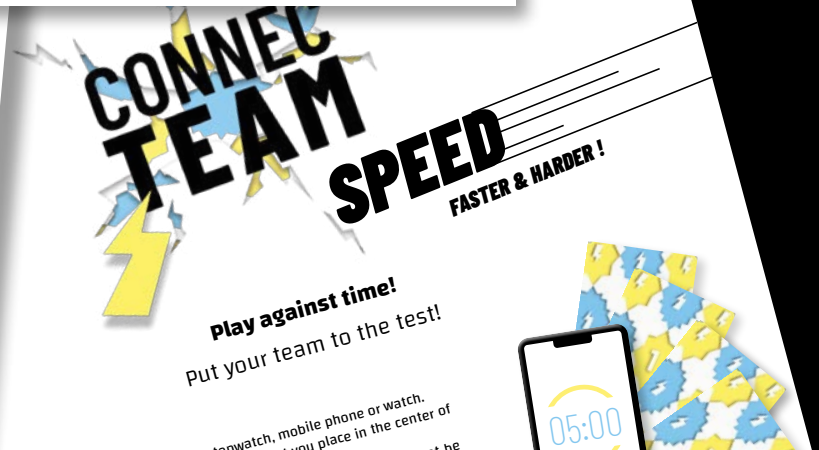 CONNEC
TEAM
SPEED
FASTER & HARDER !
Play against time!
Put your team to the test!
mobile phone or watch.
you place in the center of
be
05:00